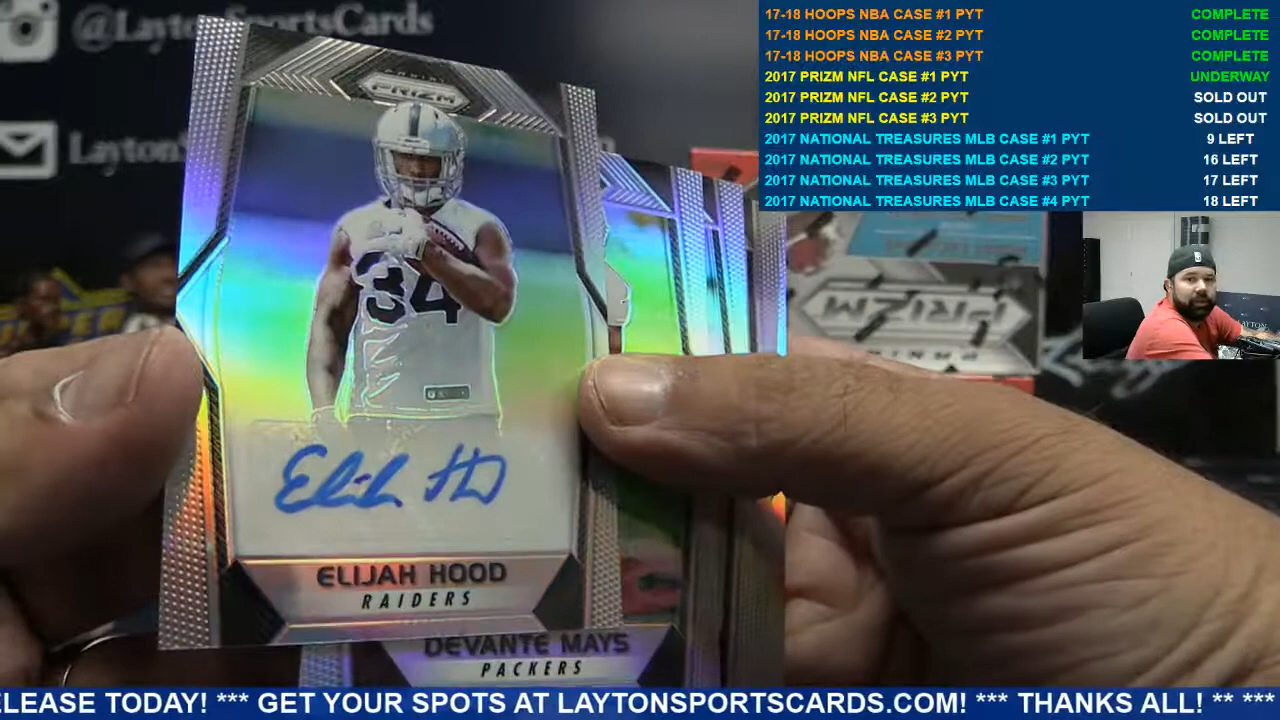 @LaytonSportsCards
17-18 HOOPS NBA CASE #1 PYT COMPLETE
17-18 HOOPS NBA CASE #2 PYT COMPLETE
17-18 HOOPS NBA CASE #3 PYT COMPLETE
2017 PRIZM NFL CASE #1 PYT UNDERWAY
2017 PRIZM NFL CASE #2 PYT SOLD OUT
2017 PRIZM NFL CASE #3 PYT SOLD OUT
2017 NATIONAL TREASURES MLB CASE #1 PYT 9 LEFT
2017 NATIONAL TREASURES MLB CASE #2 PYT 16 LEFT
2017 NATIONAL TREASURES MLB CASE #3 PYT 17 LEFT
2017 NATIONAL TREASURES MLB CASE #4 PYT 18 LEFT
LaytonS
PANINI
PRIZM
34
Elijah Hood
ELIJAH HOOD
RAIDERS
DEVANTE MAYS
PACKERS
PRIZM
LAYTON
ELEASE TODAY! *** GET YOUR SPOTS AT LAYTONSPORTSCARDS.COM! *** THANKS ALL! ** ***